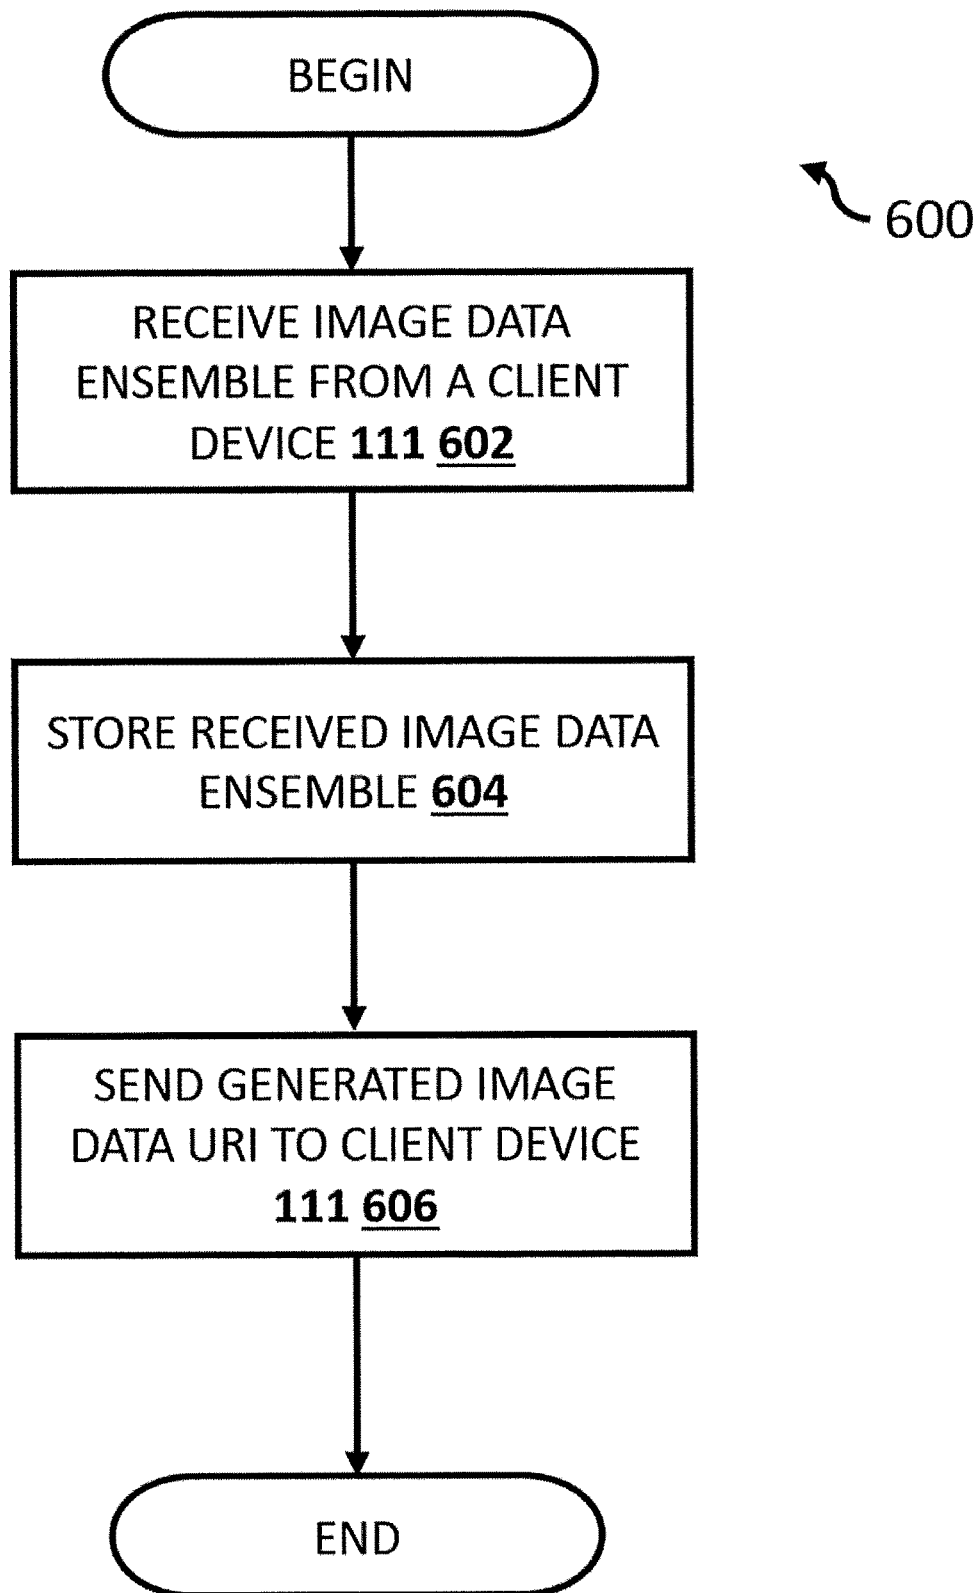 BEGIN
600
RECEIVE IMAGE DATA
ENSEMBLE FROM A CLIENT
DEVICE 111 602
STORE RECEIVED IMAGE DATA
ENSEMBLE 604
SEND GENERATED IMAGE
DATA URI TO CLIENT DEVICE
111 606
END